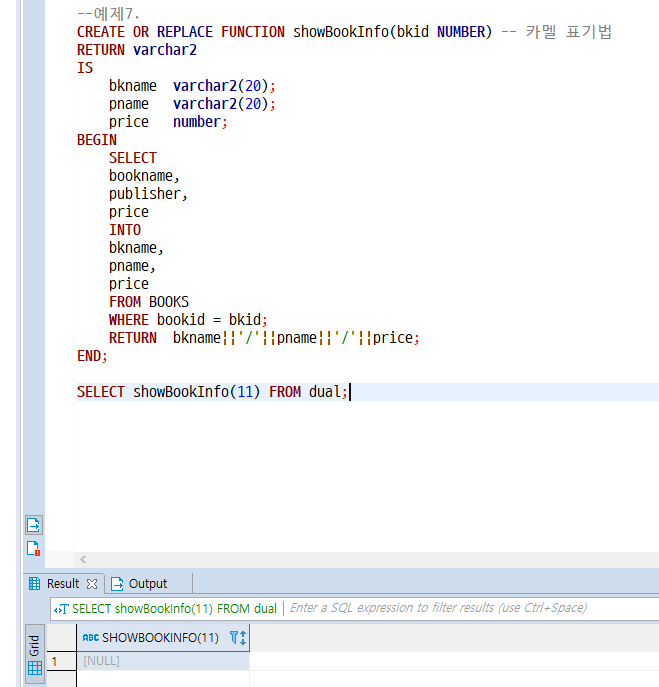 --예제7.
CREATE OR REPLACE FUNCTION showBookInfo(bkid NUMBER) -- 카멜 표기법
RETURN varchar2
IS
    bkname  varchar2(20);
    pname   varchar2(20);
    price   number;
BEGIN
    SELECT
    bookname,
    publisher,
    price
    INTO
    bkname,
    pname,
    price
    FROM BOOKS
    WHERE bookid = bkid;
    RETURN  bkname||'/'||pname||'/'||price;
END;
SELECT showBookInfo(11) FROM dual;
Result Output
SELECT showBookInfo(11) FROM dual Enter a SQL expression to filter results (use Ctrl+Space)
Grid
ABC SHOWBOOKINFO(11)
1 [NULL]